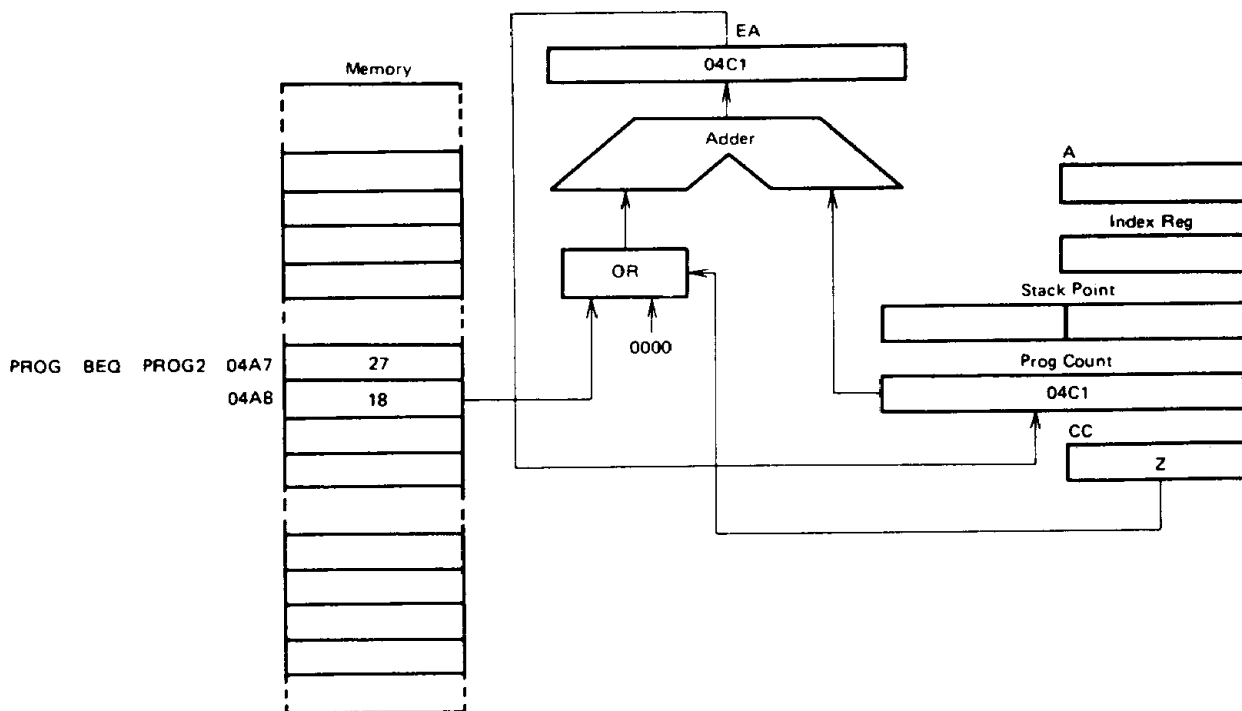 EA
04C1
Memory
Adder
A
Index Reg
OR
Stack Point
0000
Prog Count
PROG BEQ PROG2 04A7 27
04C1
04A8 18
CC
Z